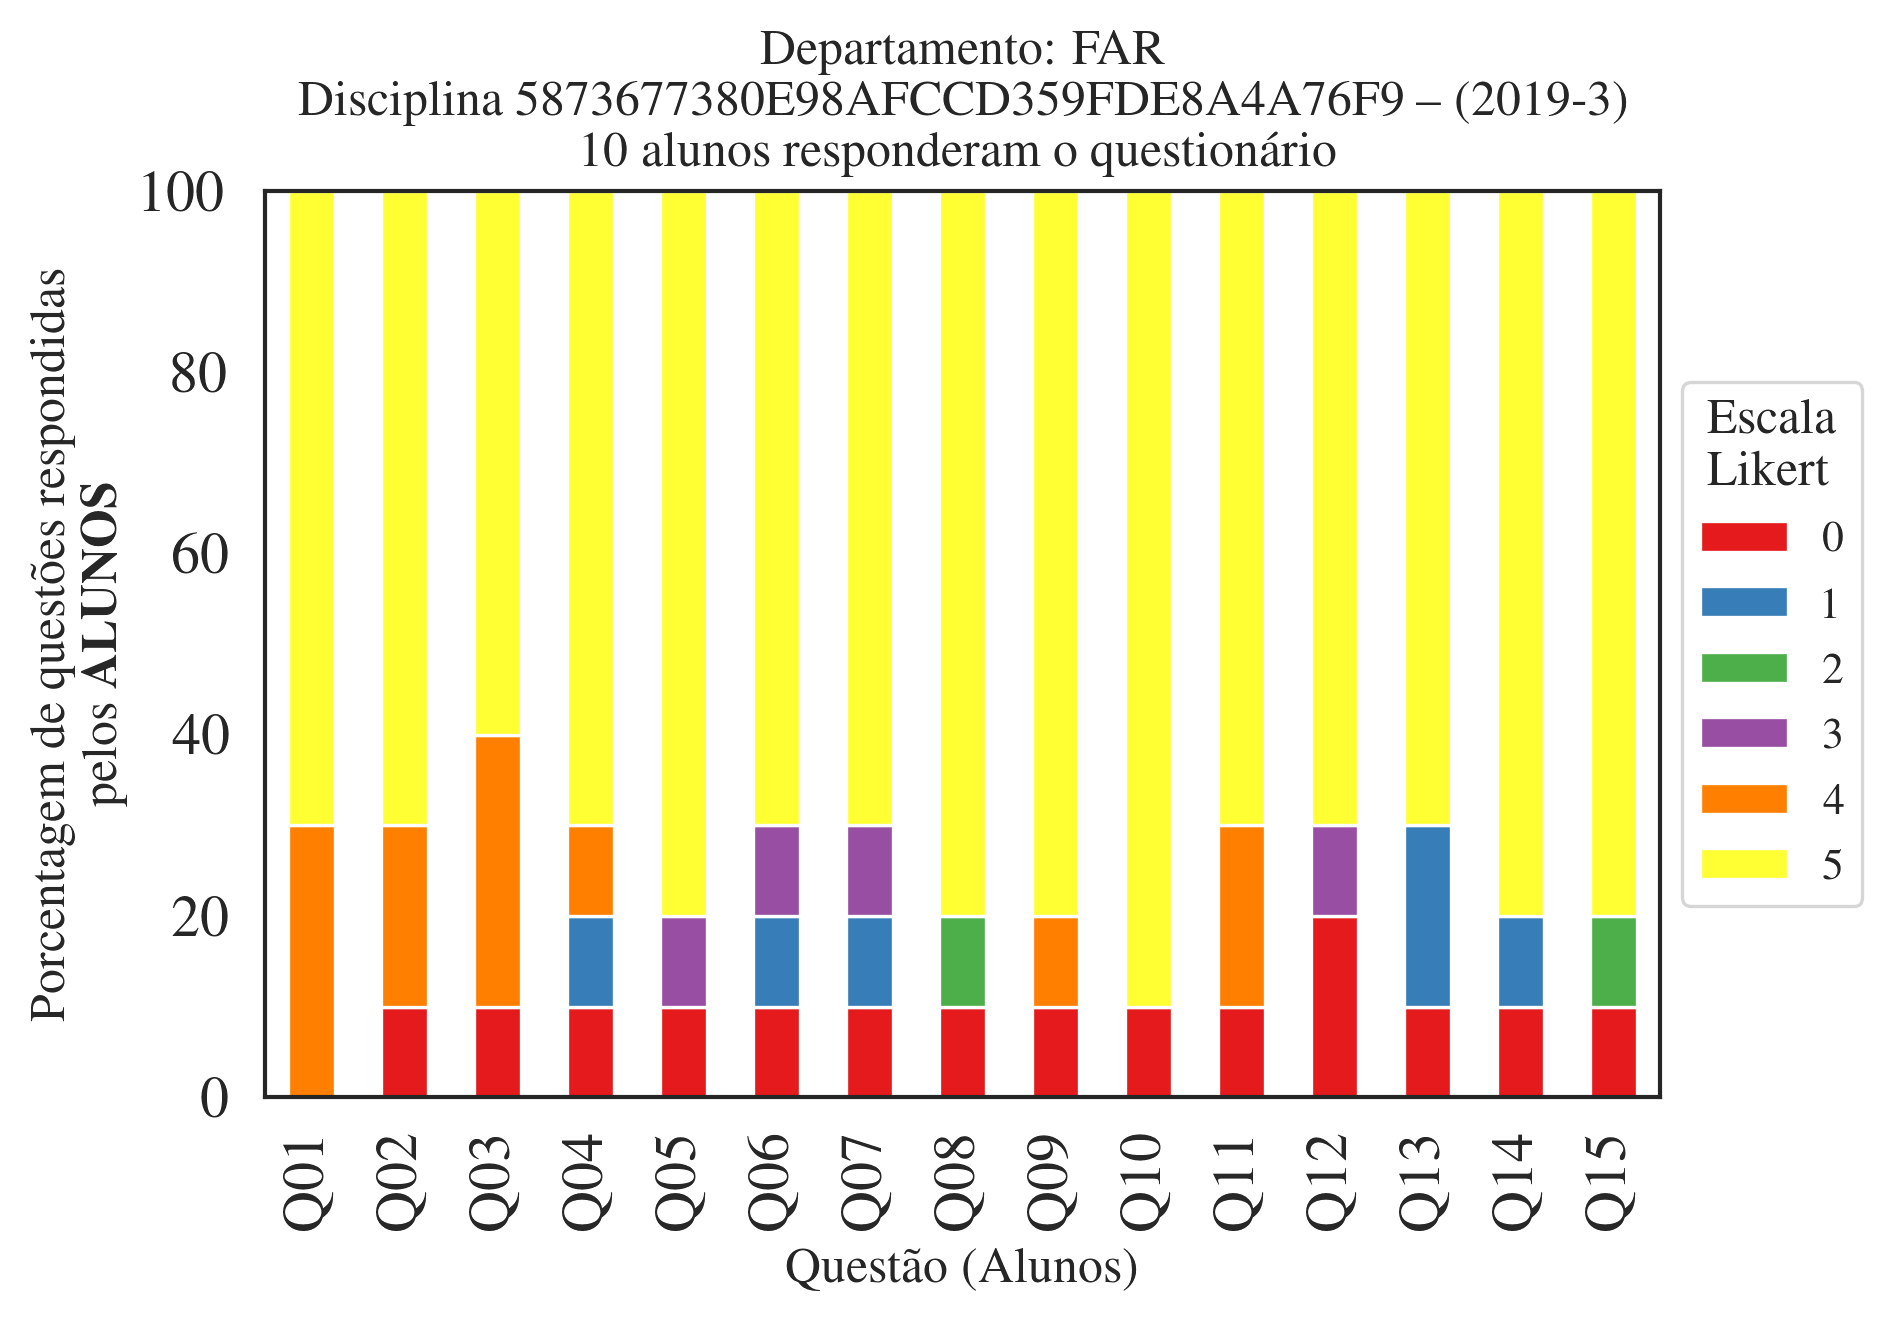 Departamento: FAR
Disciplina 5873677380E98AFCCD359FDE8A4A76F9 – (2019-3)
10 alunos responderam o questionário
Porcentagem de questões respondidas
pelos ALUNOS
100
80
60
40
20
0
Q01
Q02
Q03
Q04
Q05
Q06
Q07
Q08
Q09
Q10
Q11
Q12
Q13
Q14
Q15
Questão (Alunos)
Escala
Likert
0
1
2
3
4
5